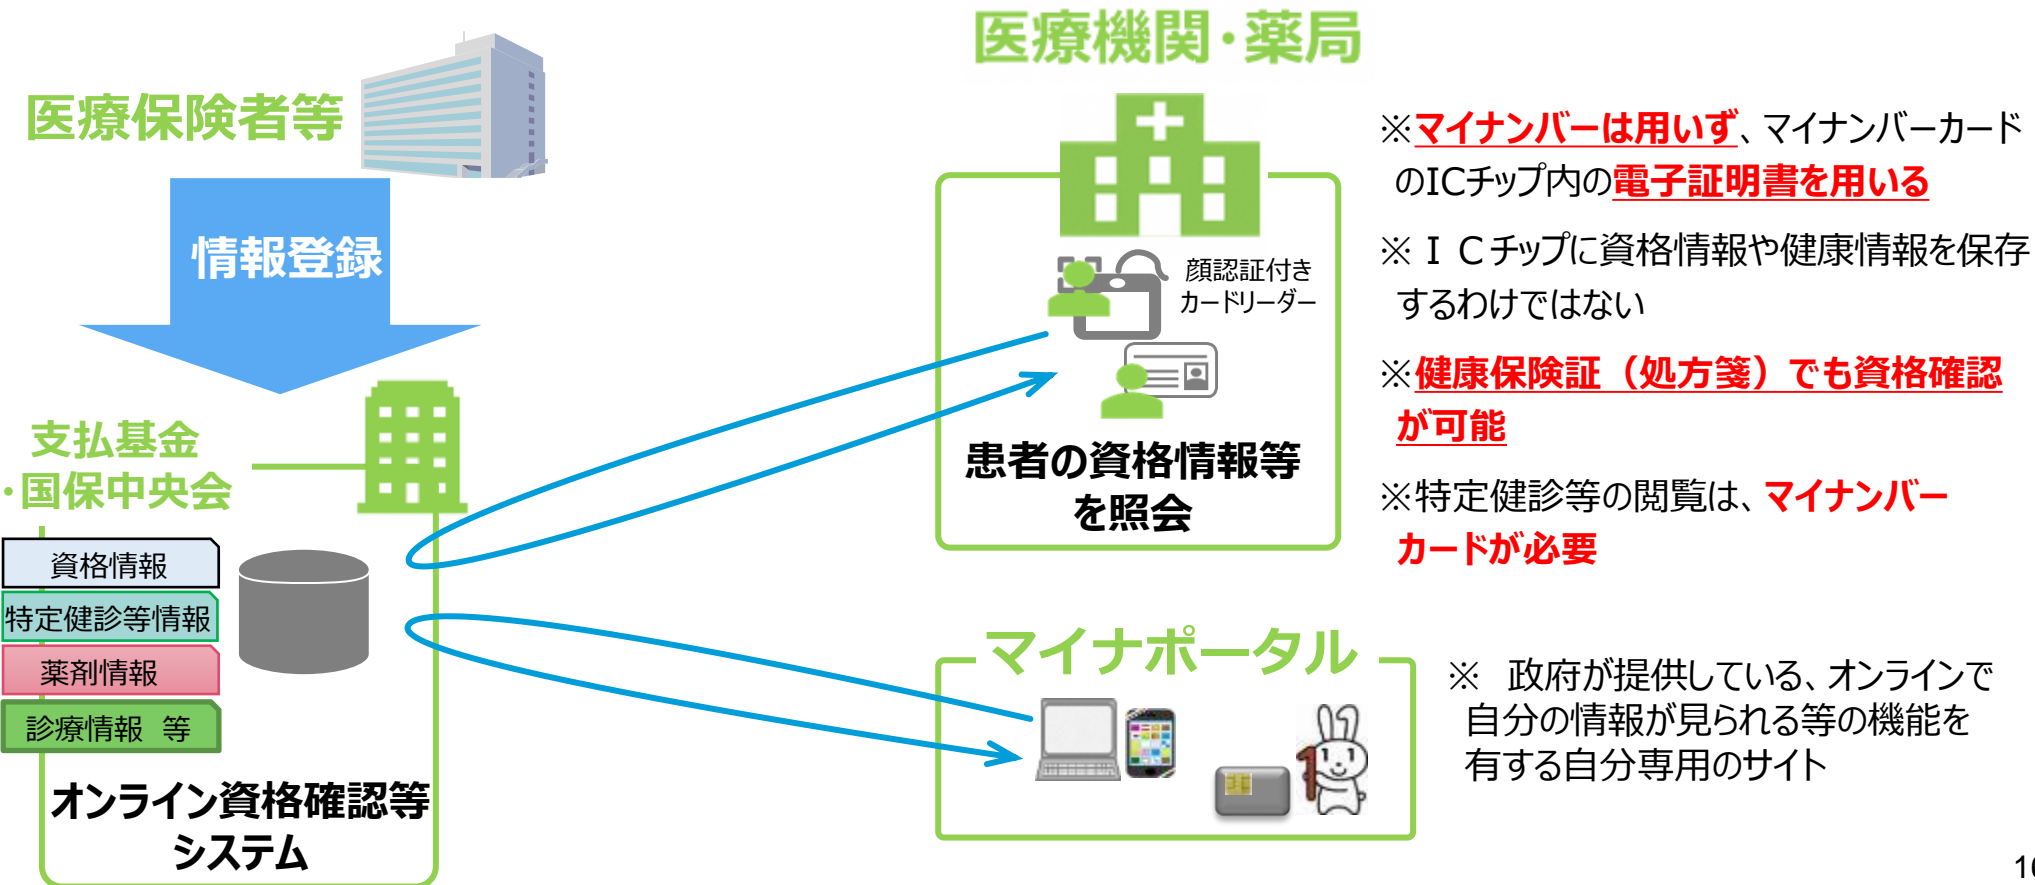 医療保険者等
情報登録
支払基金
・国保中央会
資格情報
特定健診等情報
薬剤情報
診療情報 等
オンライン資格確認等
システム
医療機関・薬局
顔認証付き
カードリーダー
患者の資格情報等
を照会
※マイナンバーは用いず、マイナンバーカード
のICチップ内の電子証明書を用いる
※ＩＣチップに資格情報や健康情報を保存
するわけではない
※健康保険証（処方箋）でも資格確認
が可能
※特定健診等の閲覧は、マイナンバー
カードが必要
マイナポータル
1
※ 政府が提供している、オンラインで
自分の情報が見られる等の機能を
有する自分専用のサイト
16